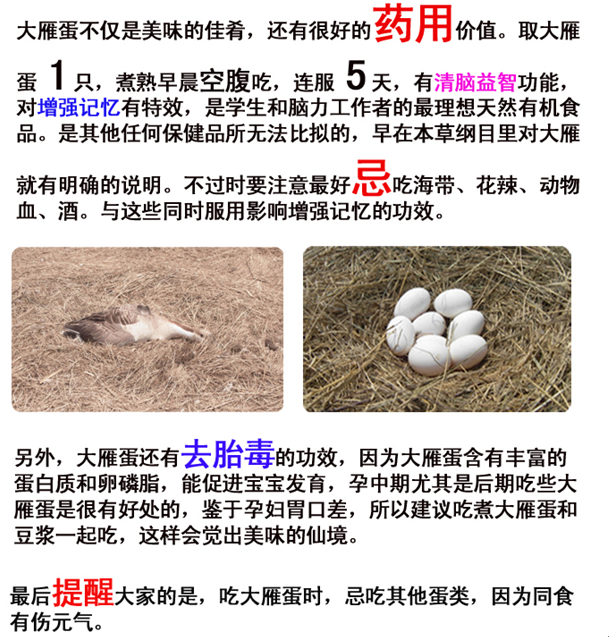 大雁蛋不仅是美味的佳肴，还有很好的药用价值。取大雁
蛋 1 只，煮熟早晨空腹吃，连服 5 天，有清脑益智功能，
对增强记忆有特效，是学生和脑力工作者的最理想天然有机食
品。是其他任何保健品所无法比拟的，早在本草纲目里对大雁
就有明确的说明。不过时要注意最好忌吃海带、花辣、动物
血、酒。与这些同时服用影响增强记忆的功效。
另外，大雁蛋还有去胎毒的功效，因为大雁蛋含有丰富的
蛋白质和卵磷脂，能促进宝宝发育，孕中期尤其是后期吃些大
雁蛋是很有好处的，鉴于孕妇胃口差，所以建议吃煮大雁蛋和
豆浆一起吃，这样会觉出美味的仙境。
最后提醒大家的是，吃大雁蛋时，忌吃其他蛋类，因为同食
有伤元气。